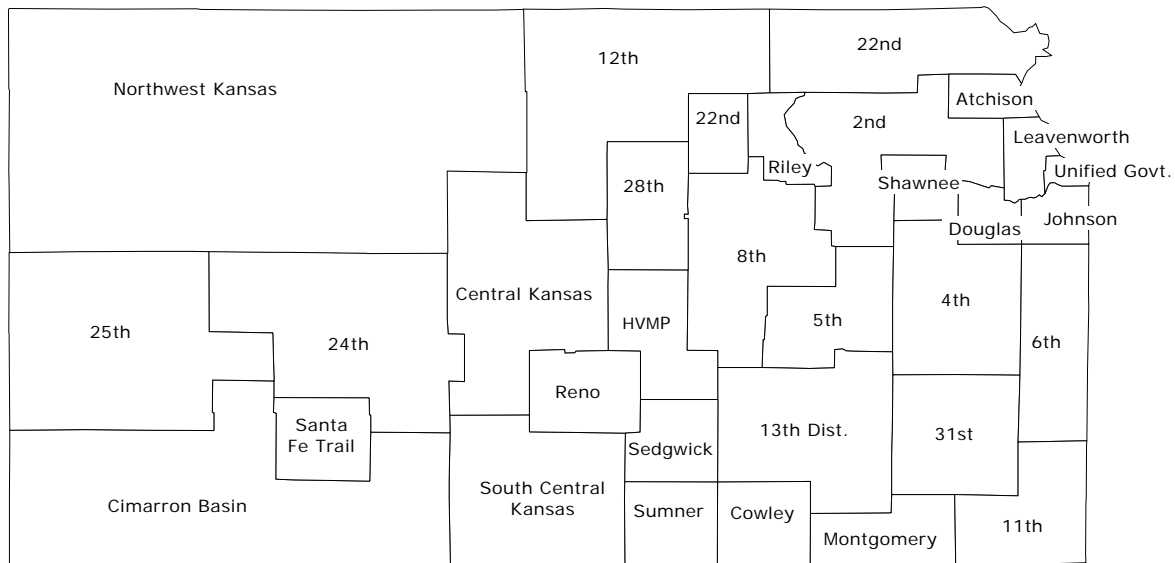 22nd
12th
Northwest Kansas
Atchison
22nd
2nd
Leavenworth
Riley
Unified Govt.
28th
Shawnee
Johnson
Douglas
8th
Central Kansas
4th
5th
HVMP
25th
24th
6th
Reno
Santa
Fe Trail
13th Dist.
31st
Sedgwick
South Central
Kansas
Cimarron Basin
Sumner
Cowley
11th
Montgomery